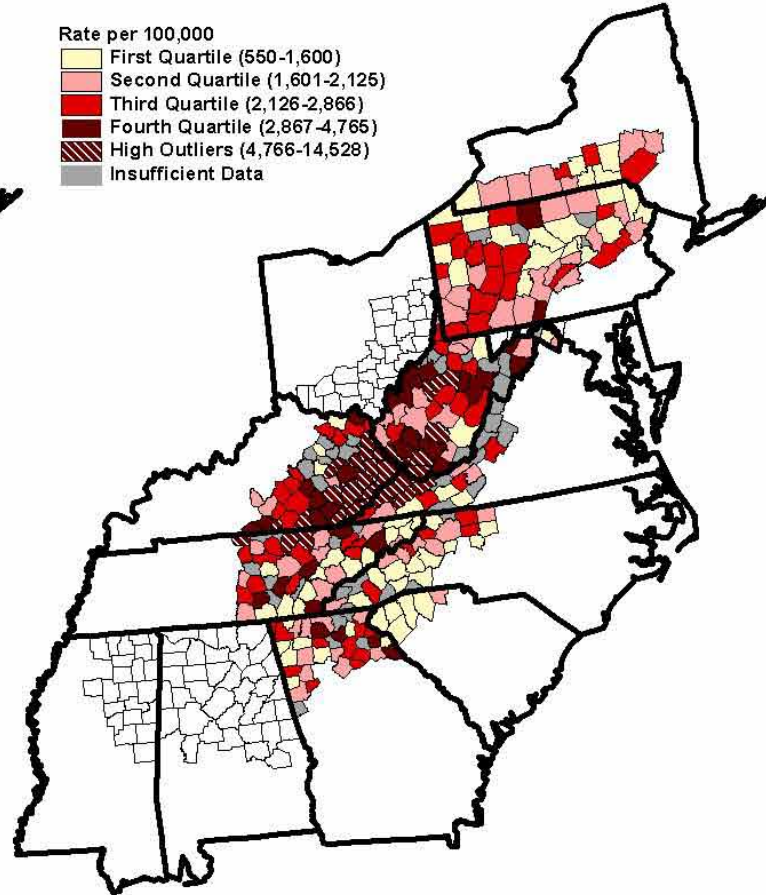 Rate per 100,000
First Quartile (550-1,600)
Second Quartile (1,601-2,125)
Third Quartile (2,126-2,866)
Fourth Quartile (2,867-4,765)
High Outliers (4,766-14,528)
Insufficient Data